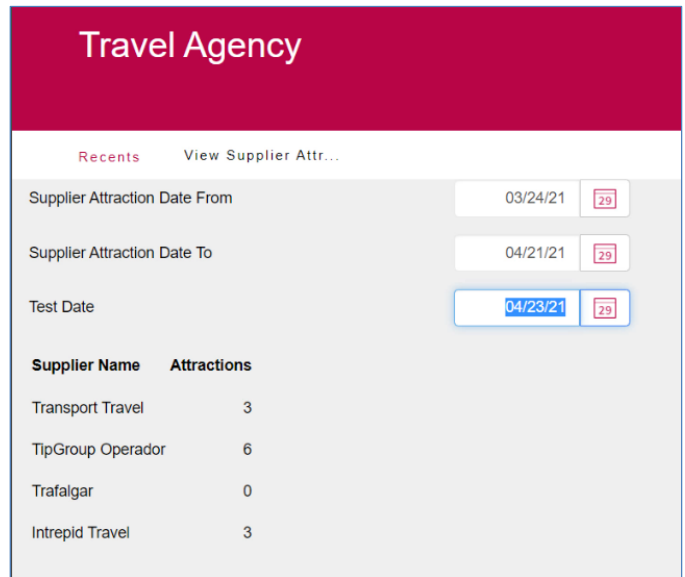 Travel Agency
Recents View Supplier Attr...
Supplier Attraction Date From 03/24/21 29
Supplier Attraction Date To 04/21/21 29
Test Date 04/23/21 29
Supplier Name Attractions
Transport Travel 3
TipGroup Operador 6
Trafalgar 0
Intrepid Travel 3